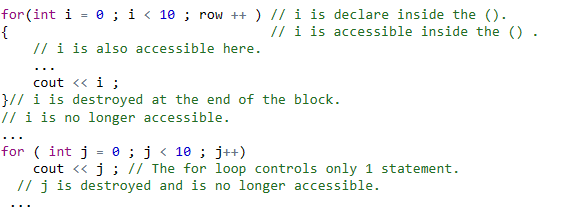 for(int i = 0 ; i < 10 ; row ++ ) // i is declare inside the ().
{ // i is accessible inside the () .
// i is also accessible here.
...
cout << i ;
}// i is destroyed at the end of the block.
// i is no longer accessible.
...
for ( int j = 0 ; j < 10 ; j++)
cout << j ; // The for loop controls only 1 statement.
// j is destroyed and is no longer accessible.
...